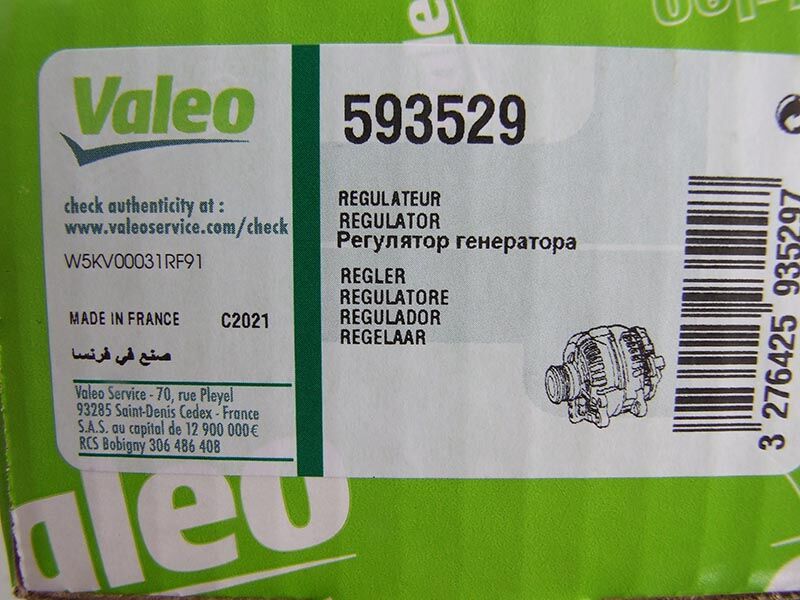 Valeo
check authenticity at :
www.valeoservice.com/check
W5KV00031RF91
MADE IN FRANCE C2021
صنع في فرنسا
Valeo Service - 70, rue Pleyel
93285 Saint-Denis Cedex - France
S.A.S. au capital de 12 900 000€
RCS Bobigny 306 486 408
593529
REGULATEUR
REGULATOR
Регулятор генератора
REGLER
REGULATORE
REGULADOR
REGELAAR
3 276425 935297
aleo